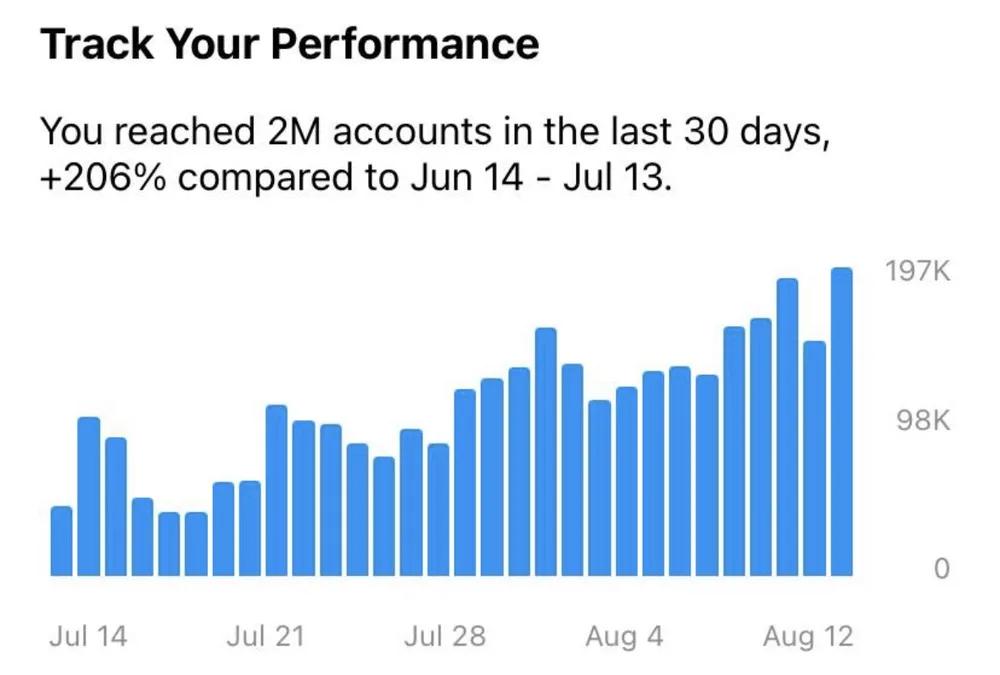 Track Your Performance
You reached 2M accounts in the last 30 days,
+206% compared to Jun 14 - Jul 13.
197K
98K
0
Jul 14 Jul 21 Jul 28 Aug 4 Aug 12